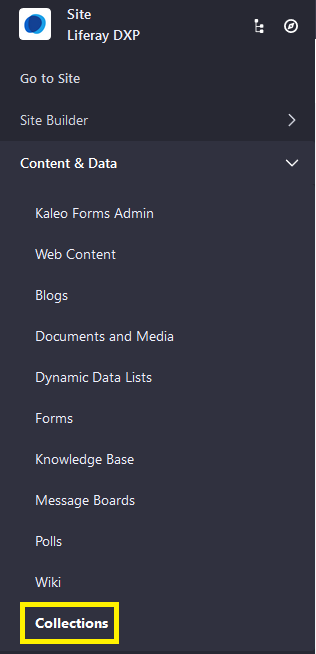 Site
Liferay DXP
Go to Site
Site Builder
Content & Data
Kaleo Forms Admin
Web Content
Blogs
Documents and Media
Dynamic Data Lists
Forms
Knowledge Base
Message Boards
Polls
Wiki
Collections